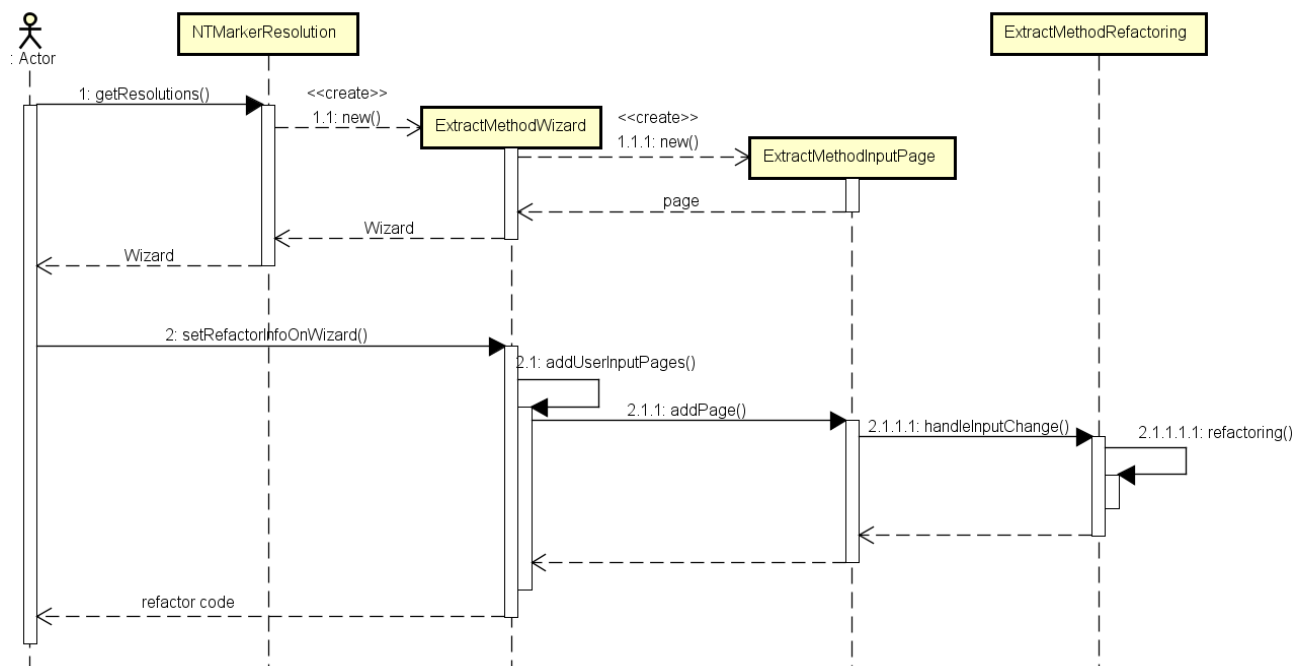 NTMarkerResolution
ExtractMethodRefactoring
: Actor
1: getResolutions()
<<create>>
1.1: new()
ExtractMethodWizard
<<create>>
1.1.1: new()
ExtractMethodInputPage
page
Wizard
Wizard
2: setRefactorInfoOnWizard()
2.1: addUserInputPages()
2.1.1: addPage()
2.1.1.1: handleInputChange()
2.1.1.1.1: refactoring()
refactor code